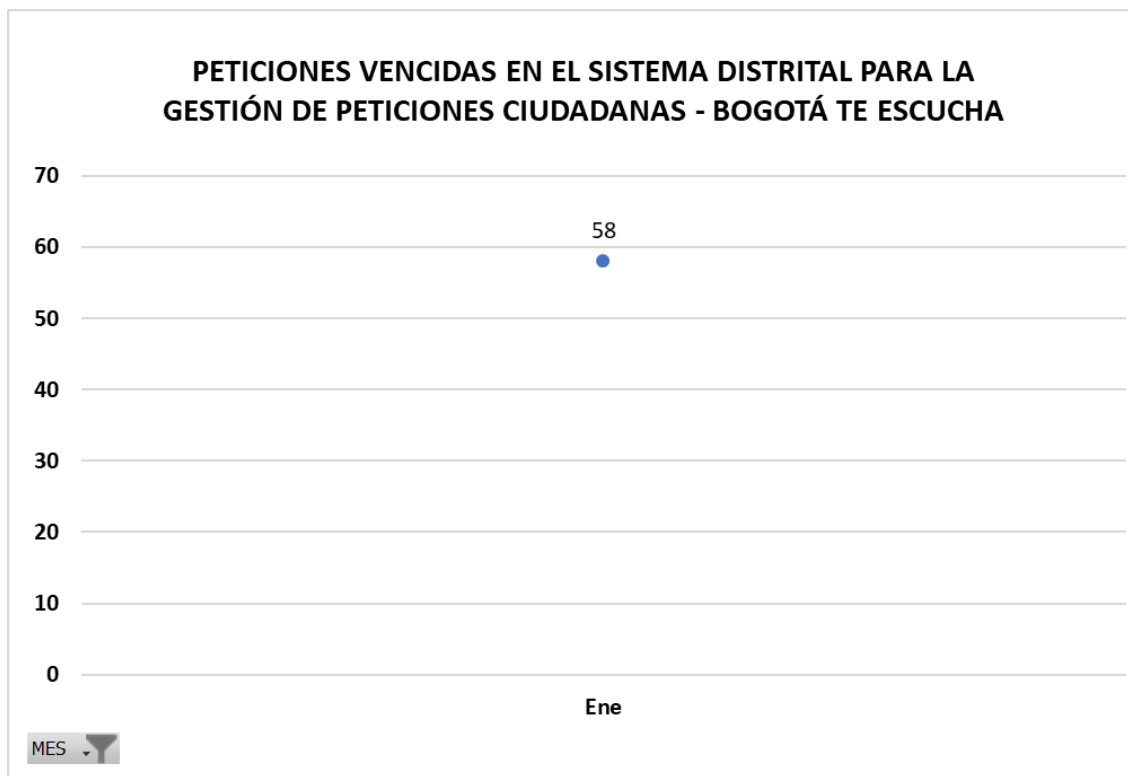 PETICIONES VENCIDAS EN EL SISTEMA DISTRITAL PARA LA
GESTIÓN DE PETICIONES CIUDADANAS - BOGOTÁ TE ESCUCHA
70
58
60
50
40
30
20
10
0
Ene
MES